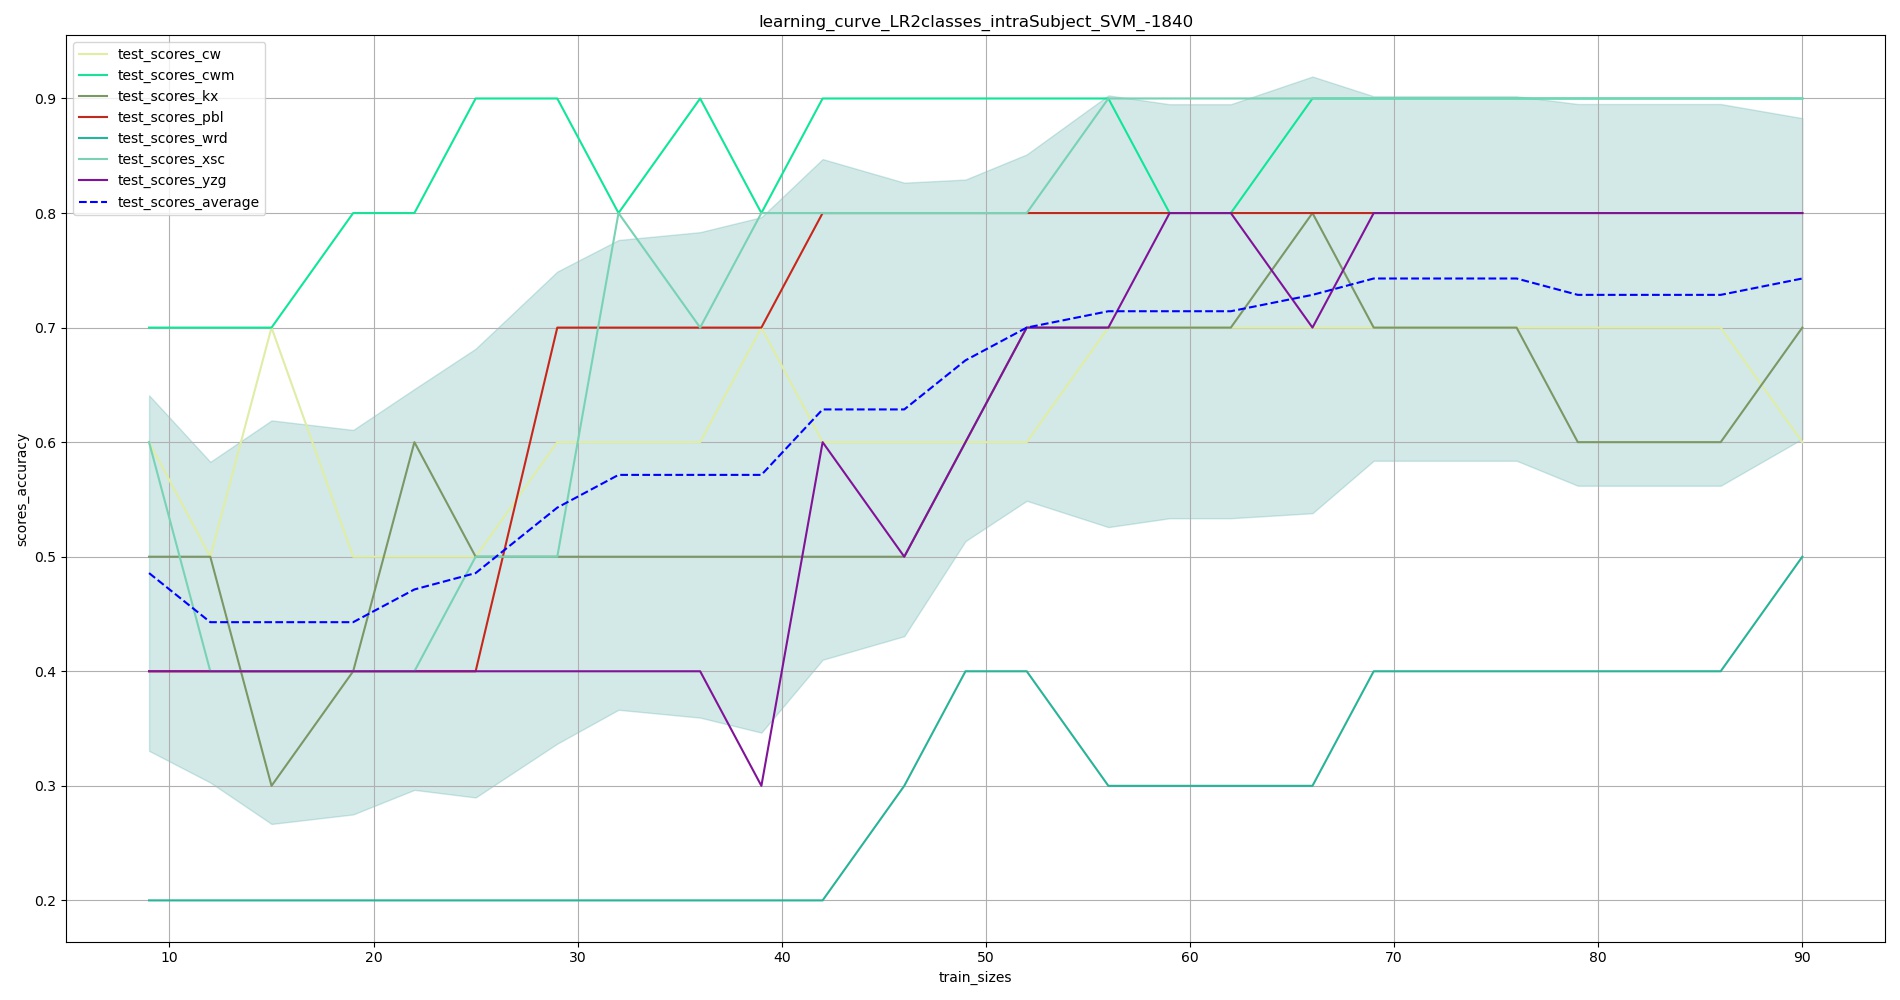 learning_curve_LR2classes_intraSubject_SVM_-1840
test_scores_cw
test_scores_cwm
test_scores_kx
test_scores_pbl
test_scores_wrd
test_scores_xsc
test_scores_yzg
test_scores_average
scores_accuracy
0.9
0.8
0.7
0.6
0.5
0.4
0.3
0.2
10 20 30 40 50 60 70 80 90
train_sizes